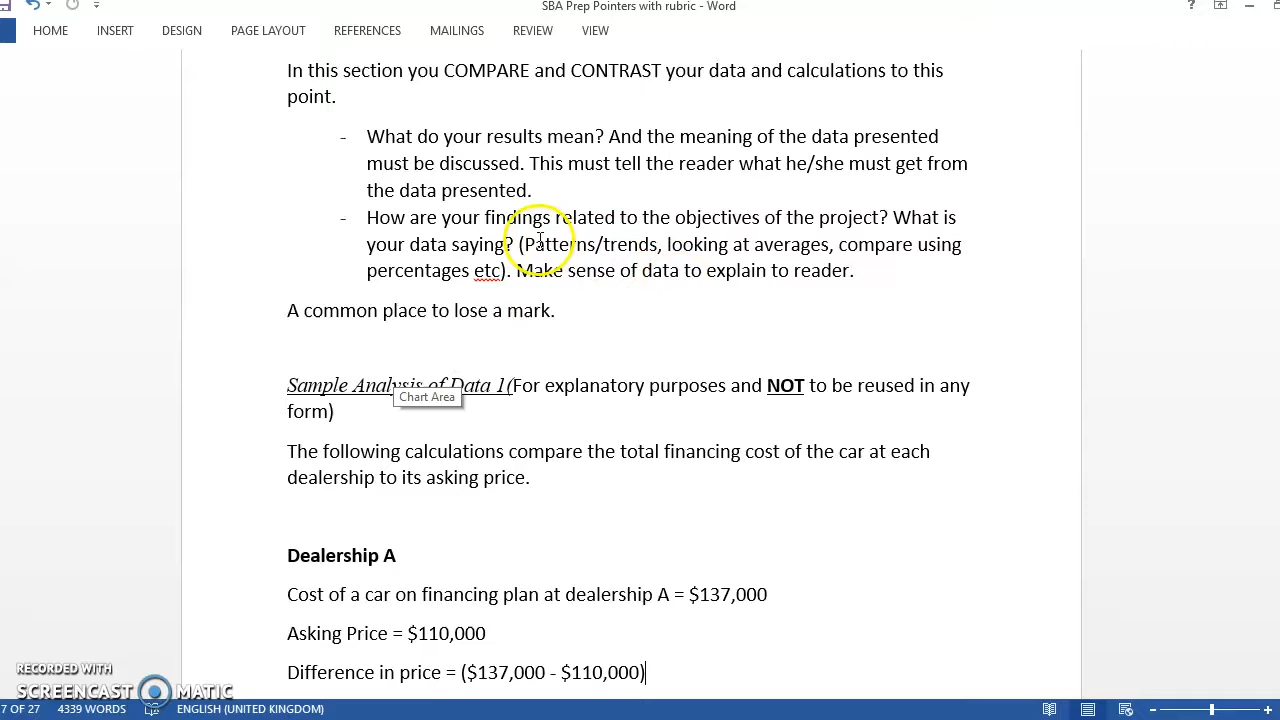 SBA Prep Pointers with rubric - Word
HOME INSERT DESIGN PAGE LAYOUT REFERENCES MAILINGS REVIEW VIEW
In this section you COMPARE and CONTRAST your data and calculations to this
point.
- What do your results mean? And the meaning of the data presented
must be discussed. This must tell the reader what he/she must get from
the data presented.
- How are your findings related to the objectives of the project? What is
your data saying? (Patterns/trends, looking at averages, compare using
percentages etc). Make sense of data to explain to reader.
A common place to lose a mark.
Sample Analysis of Data 1(For explanatory purposes and NOT to be reused in any
Chart Area
form)
The following calculations compare the total financing cost of the car at each
dealership to its asking price.
Dealership A
Cost of a car on financing plan at dealership A = $137,000
Asking Price = $110,000
Difference in price = ($137,000 - $110,000)
RECORDED WITH
SCREENCAST MATIC
7 OF 27 4339 WORDS ENGLISH (UNITED KINGDOM)